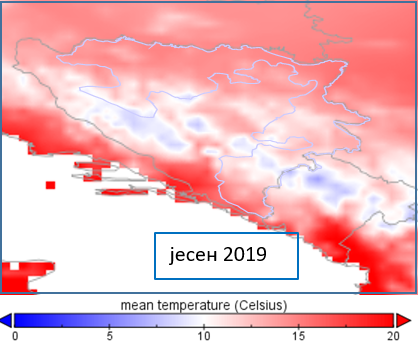 јесен 2019
mean temperature (Celsius)
0 5 10 15 20